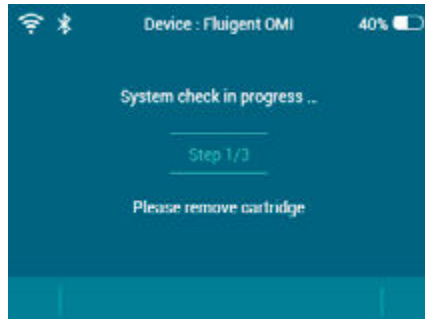 Device : Fluigent OMI 40%
System check in progress ...
Step 1/3
Please remove cartridge